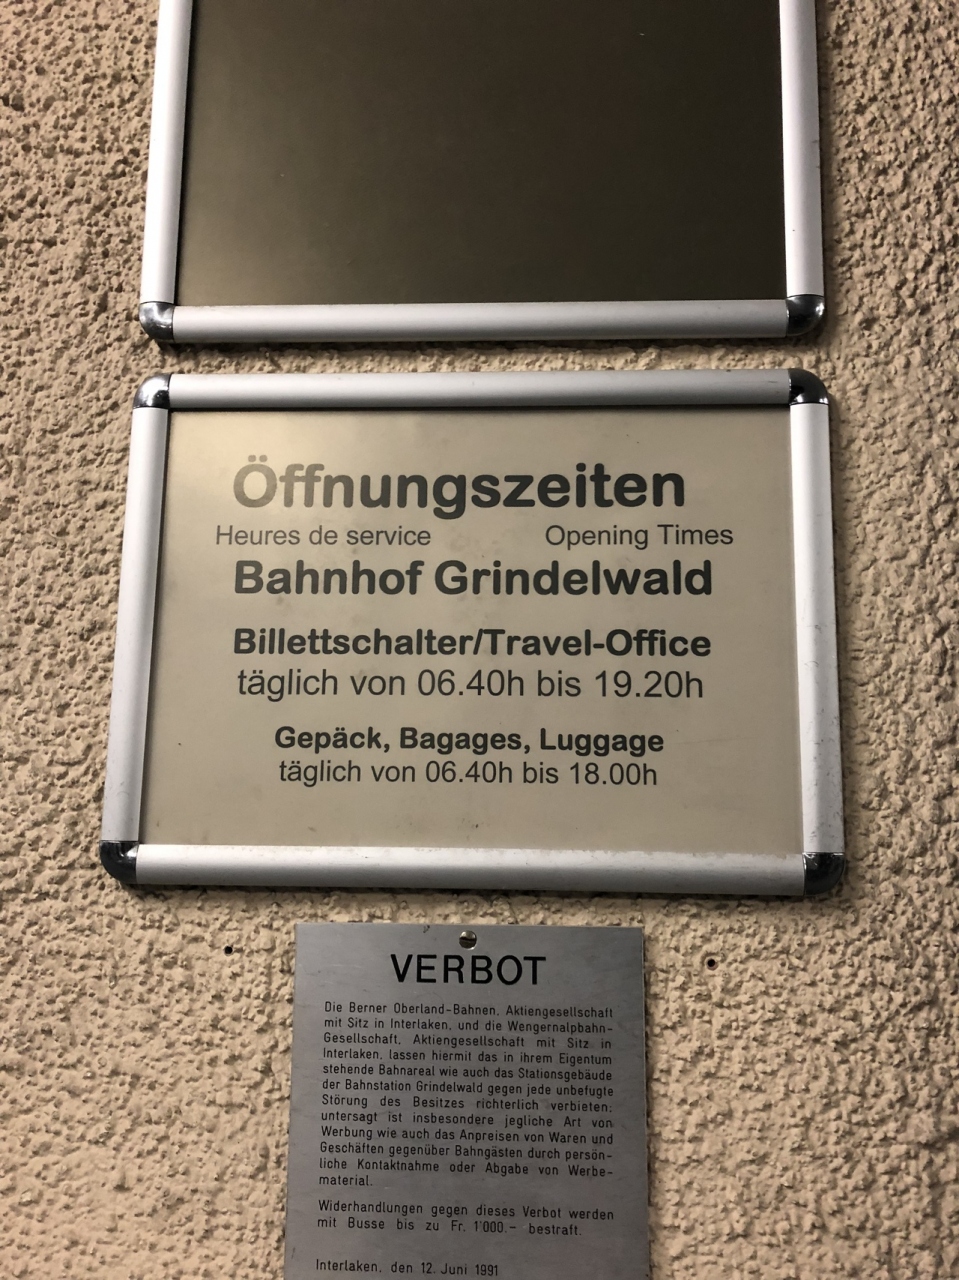 Öffnungszeiten
Heures de service Opening Times
Bahnhof Grindelwald
Billettschalter/Travel-Office
täglich von 06.40h bis 19.20h
Gepäck, Bagages, Luggage
täglich von 06.40h bis 18.00h
VERBOT
Die Berner Oberland-Bahnen, Aktiengesellschaft
mit Sitz in Interlaken, und die Wengernalpbahn-
Gesellschaft, Aktiengesellschaft mit Sitz in
Interlaken, lassen hiermit das in ihrem Eigentum
stehende Bahnareal wie auch das Stationsgebäude
der Bahnstation Grindelwald gegen jede unbefugte
Störung des Besitzes richterlich verbieten;
untersagt ist insbesondere jegliche Art von
Werbung wie auch das Anpreisen von Waren und
Geschäften gegenüber Bahngästen durch persön-
liche Kontaktnahme oder Abgabe von Werbe-
material.
Widerhandlungen gegen dieses Verbot werden
mit Busse bis zu Fr. 1'000.- bestraft.
Interlaken, den 12. Juni 1991